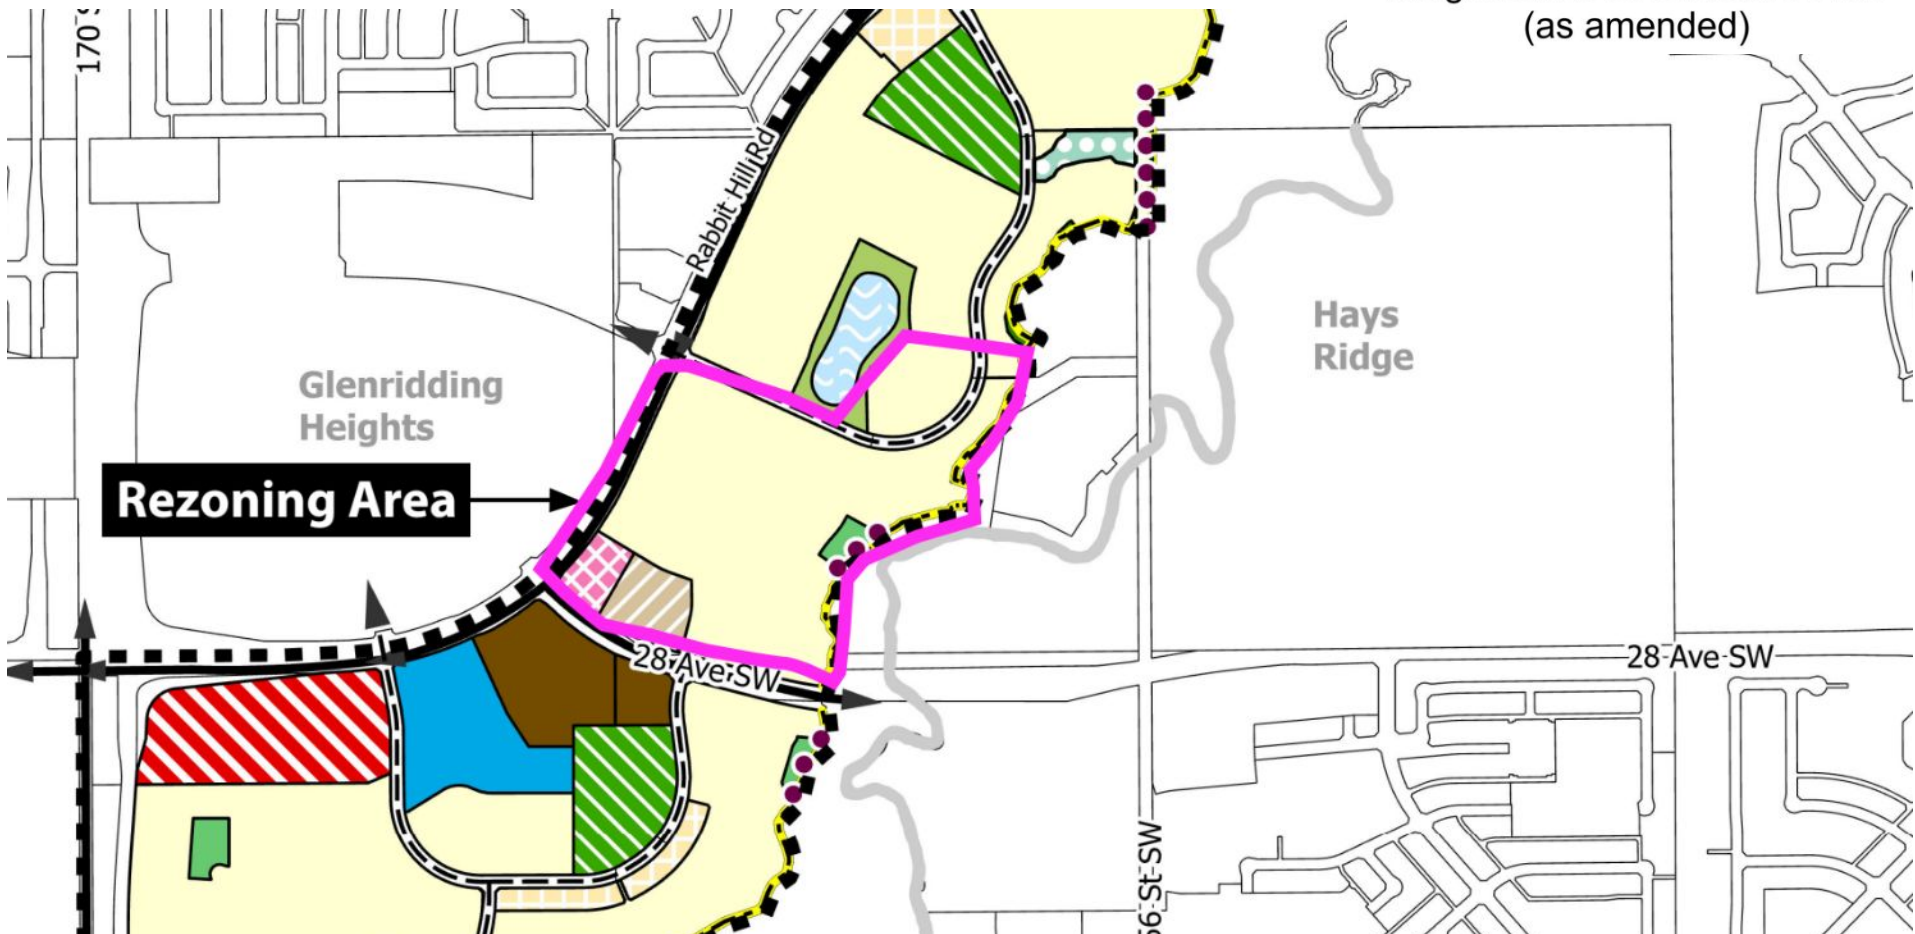 (as amended)
170 S
Rabbit Hill Rd
Hays
Ridge
Glenridding
Heights
Rezoning Area
28 Ave SW
28 Ave SW
66 St SW